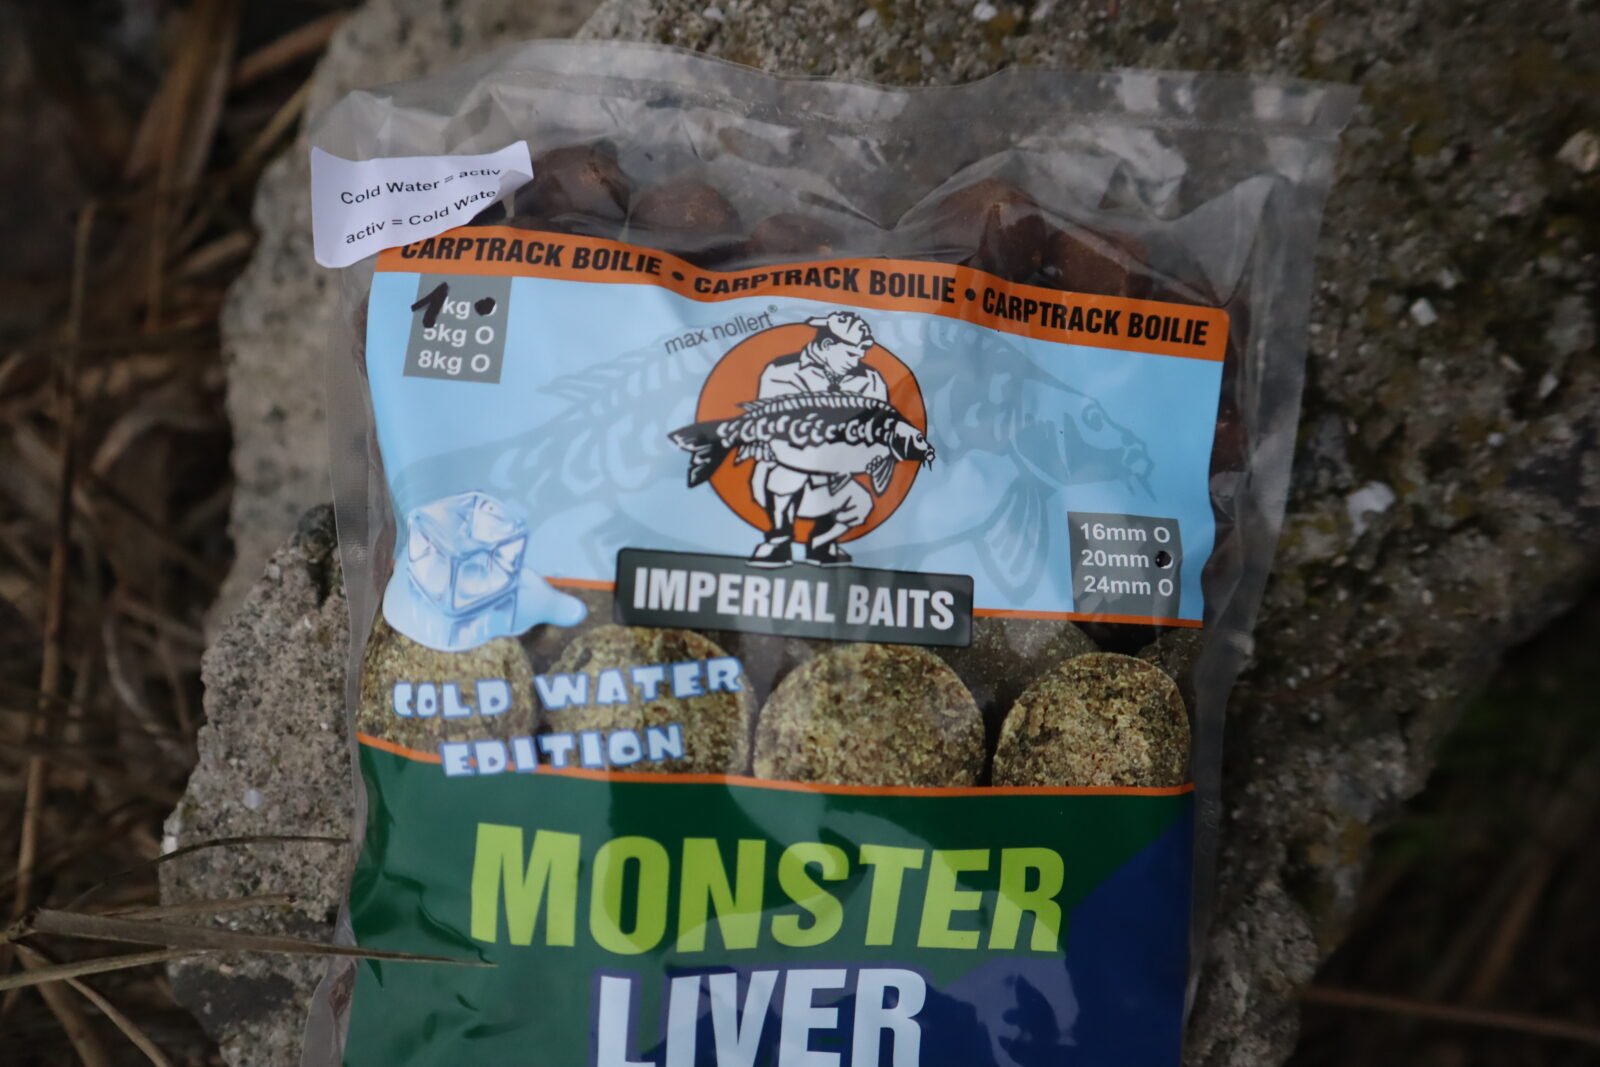 Cold Water = activ
activ = Cold Wate
CARPTRACK BOILIE • CARPTRACK BOILIE • CARPTRACK BOILIE
1kg
5kg O
8kg O
max nollert®
16mm O
20mm
24mm O
IMPERIAL BAITS
COLD WATER
EDITION
MONSTER
LIVER